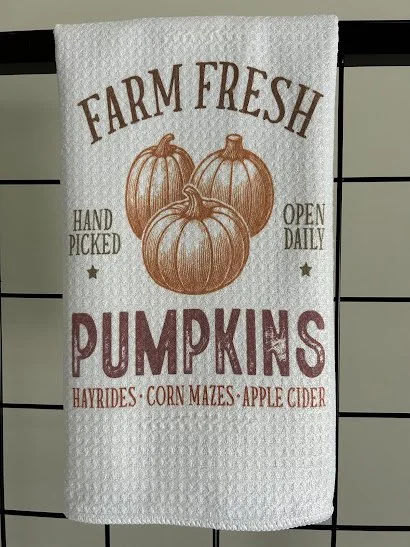 FARM FRESH
HAND
PICKED
OPEN
DAILY
PUMPKINS
HAYRIDES · CORN MAZES · APPLE CIDER